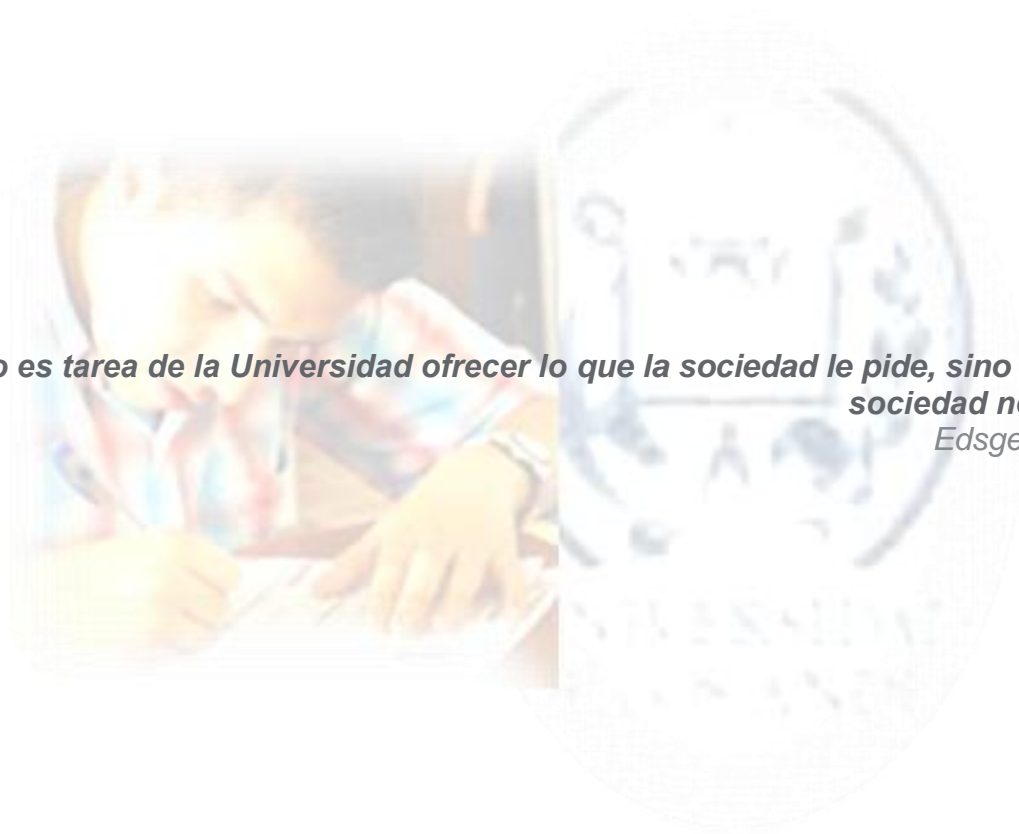 o es tarea de la Universidad ofrecer lo que la sociedad le pide, sino
sociedad n
Edsge